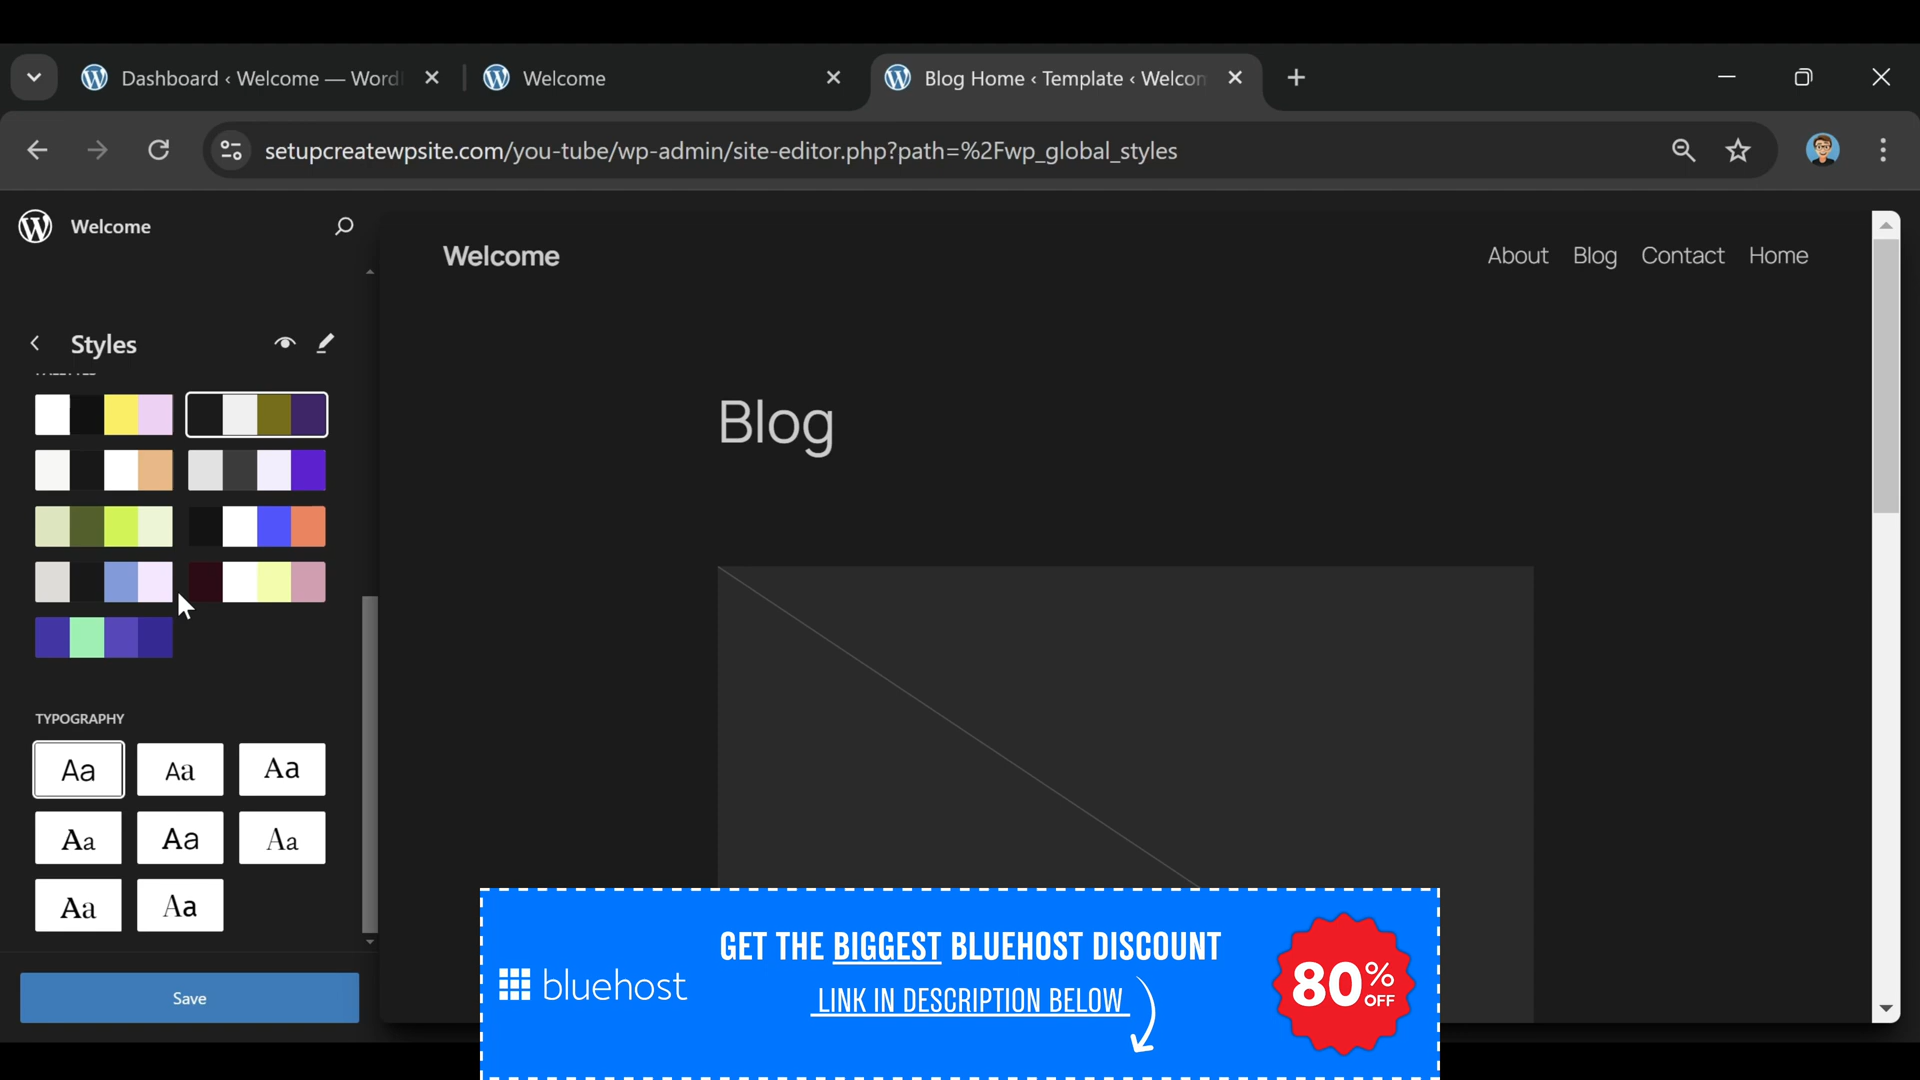 Dashboard ‹ Welcome — Word
Welcome
Blog Home ‹ Template ‹ Welcon
setupcreatewpsite.com/you-tube/wp-admin/site-editor.php?path=%2Fwp_global_styles
Welcome
Welcome
About Blog Contact Home
Styles
Blog
TYPOGRAPHY
Aa Aa Aa
Aa Aa Aa
Aa Aa
Save
GET THE BIGGEST BLUEHOST DISCOUNT
bluehost
LINK IN DESCRIPTION BELOW
80% OFF